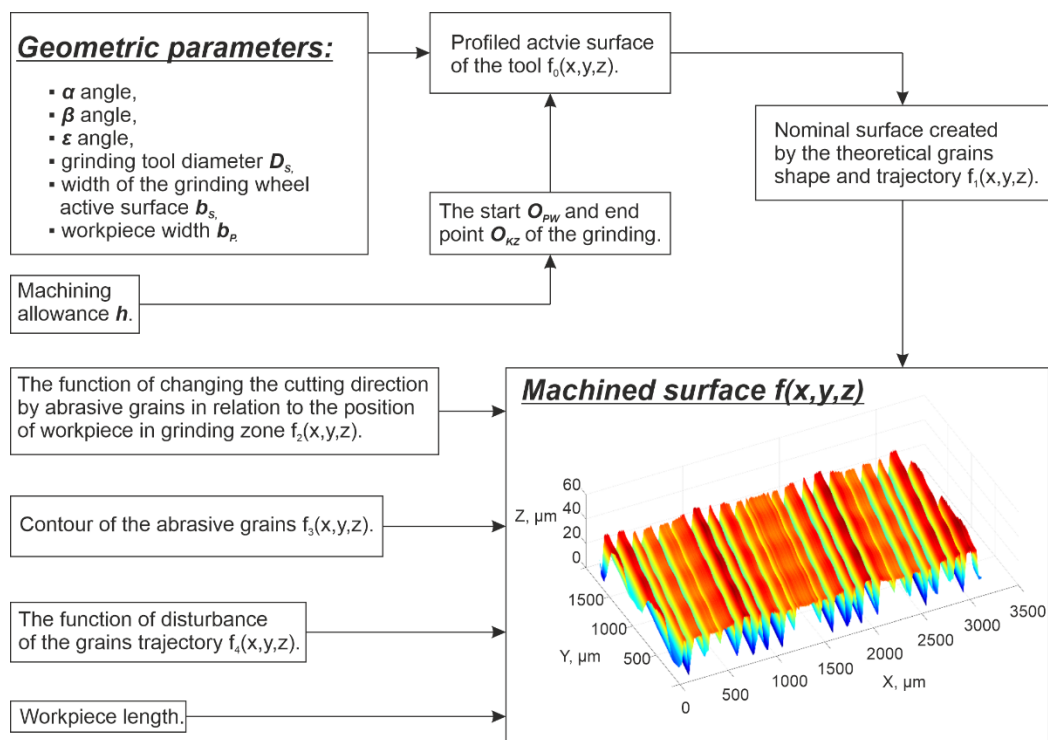 Geometric parameters:
▪ α angle,
▪ β angle,
▪ ε angle,
▪ grinding tool diameter Dₛ,
▪ width of the grinding wheel
active surface bₛ,
▪ workpiece width b_P.
Profiled actvie surface
of the tool f₀(x,y,z).
Nominal surface created
by the theoretical grains
shape and trajectory f₁(x,y,z).
The start O_PW and end
point O_KZ of the grinding.
Machining
allowance h.
The function of changing the cutting direction
by abrasive grains in relation to the position
of workpiece in grinding zone f₂(x,y,z).
Contour of the abrasive grains f₃(x,y,z).
The function of disturbance
of the grains trajectory f₄(x,y,z).
Workpiece length.
Machined surface f(x,y,z)
60
40
20
0
Z, µm
1500
1000
500
Y, µm
0
500
1000
1500
2000
2500
3000
3500
X, µm